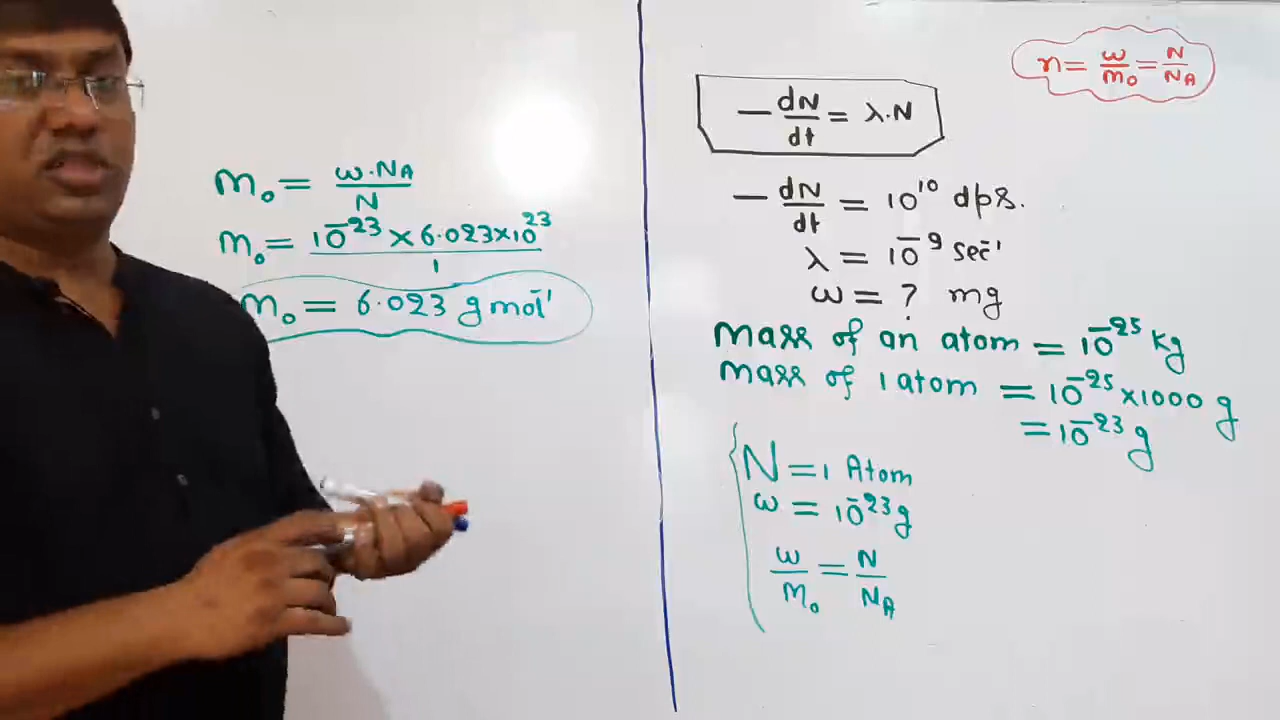 m₀ = w·N_A / N
m₀ = 10⁻²³ × 6.023 × 10²³ / 1
m₀ = 6.023 g mol⁻¹
n = w/m₀ = N/N_A
−dN/dt = λ·N
−dN/dt = 10¹⁰ dps.
λ = 10⁻⁹ sec⁻¹
w = ? mg
mass of an atom = 10⁻²⁵ kg
mass of 1 atom = 10⁻²⁵ × 1000 g
= 10⁻²³ g
N = 1 Atom
w = 10⁻²³ g
w/M₀ = N/N_A